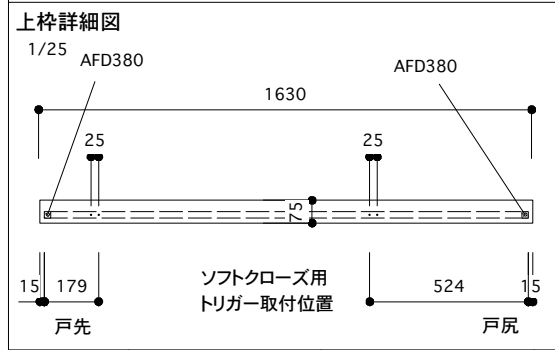 上枠詳細図
1/25
AFD380
AFD380
1630
25
25
75
15
179
ソフトクローズ用
トリガー取付位置
524
15
戸先
戸尻